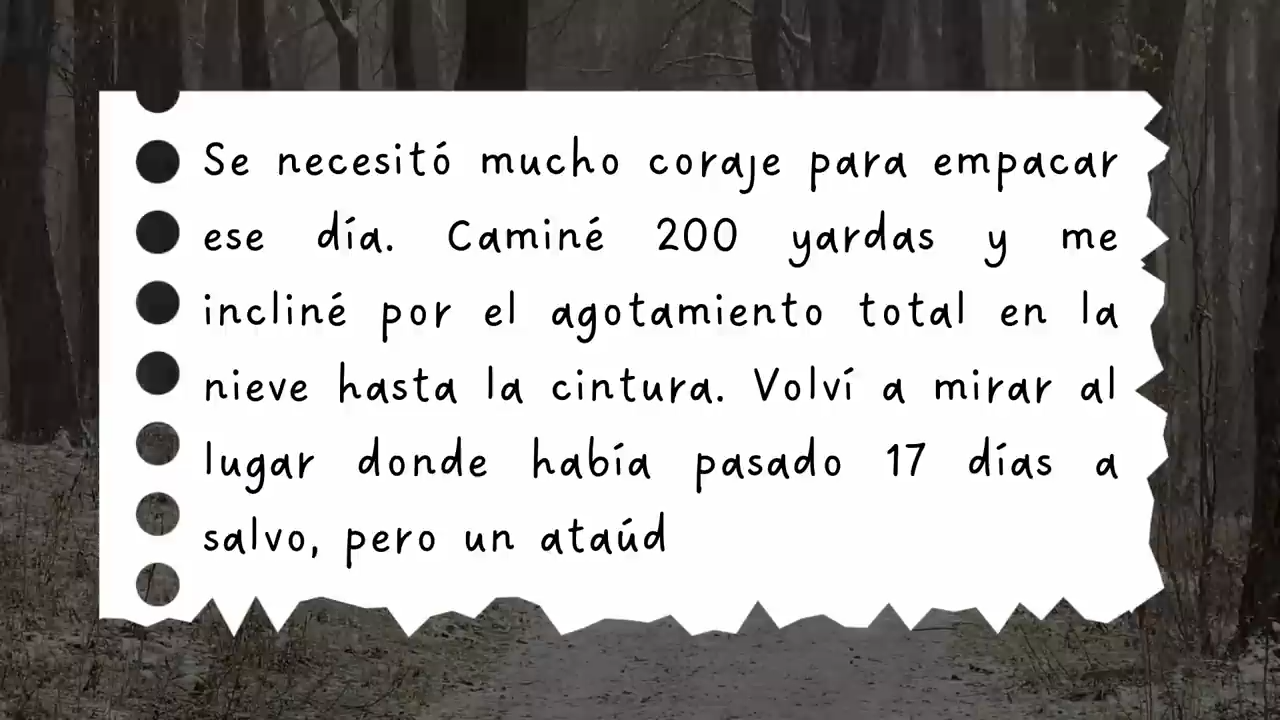 Se necesitó mucho coraje para empacar
ese día. Caminé 200 yardas y me
incliné por el agotamiento total en la
nieve hasta la cintura. Volví a mirar al
lugar donde había pasado 17 días a
salvo, pero un ataúd